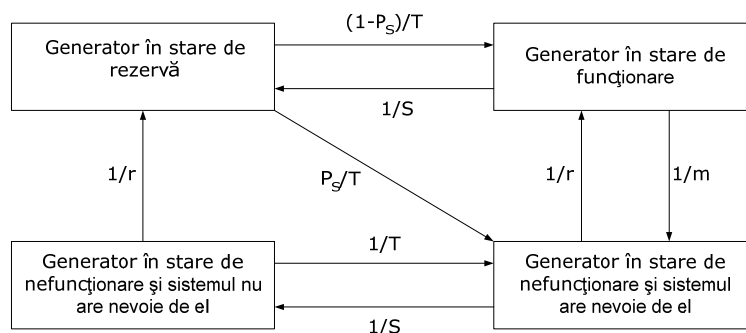 Generator în stare de
rezervă
(1-PS)/T
Generator în stare de
funcţionare
1/S
1/r
PS/T
1/r
1/m
Generator în stare de
nefuncţionare şi sistemul nu
are nevoie de el
1/T
Generator în stare de
nefuncţionare şi sistemul
are nevoie de el
1/S